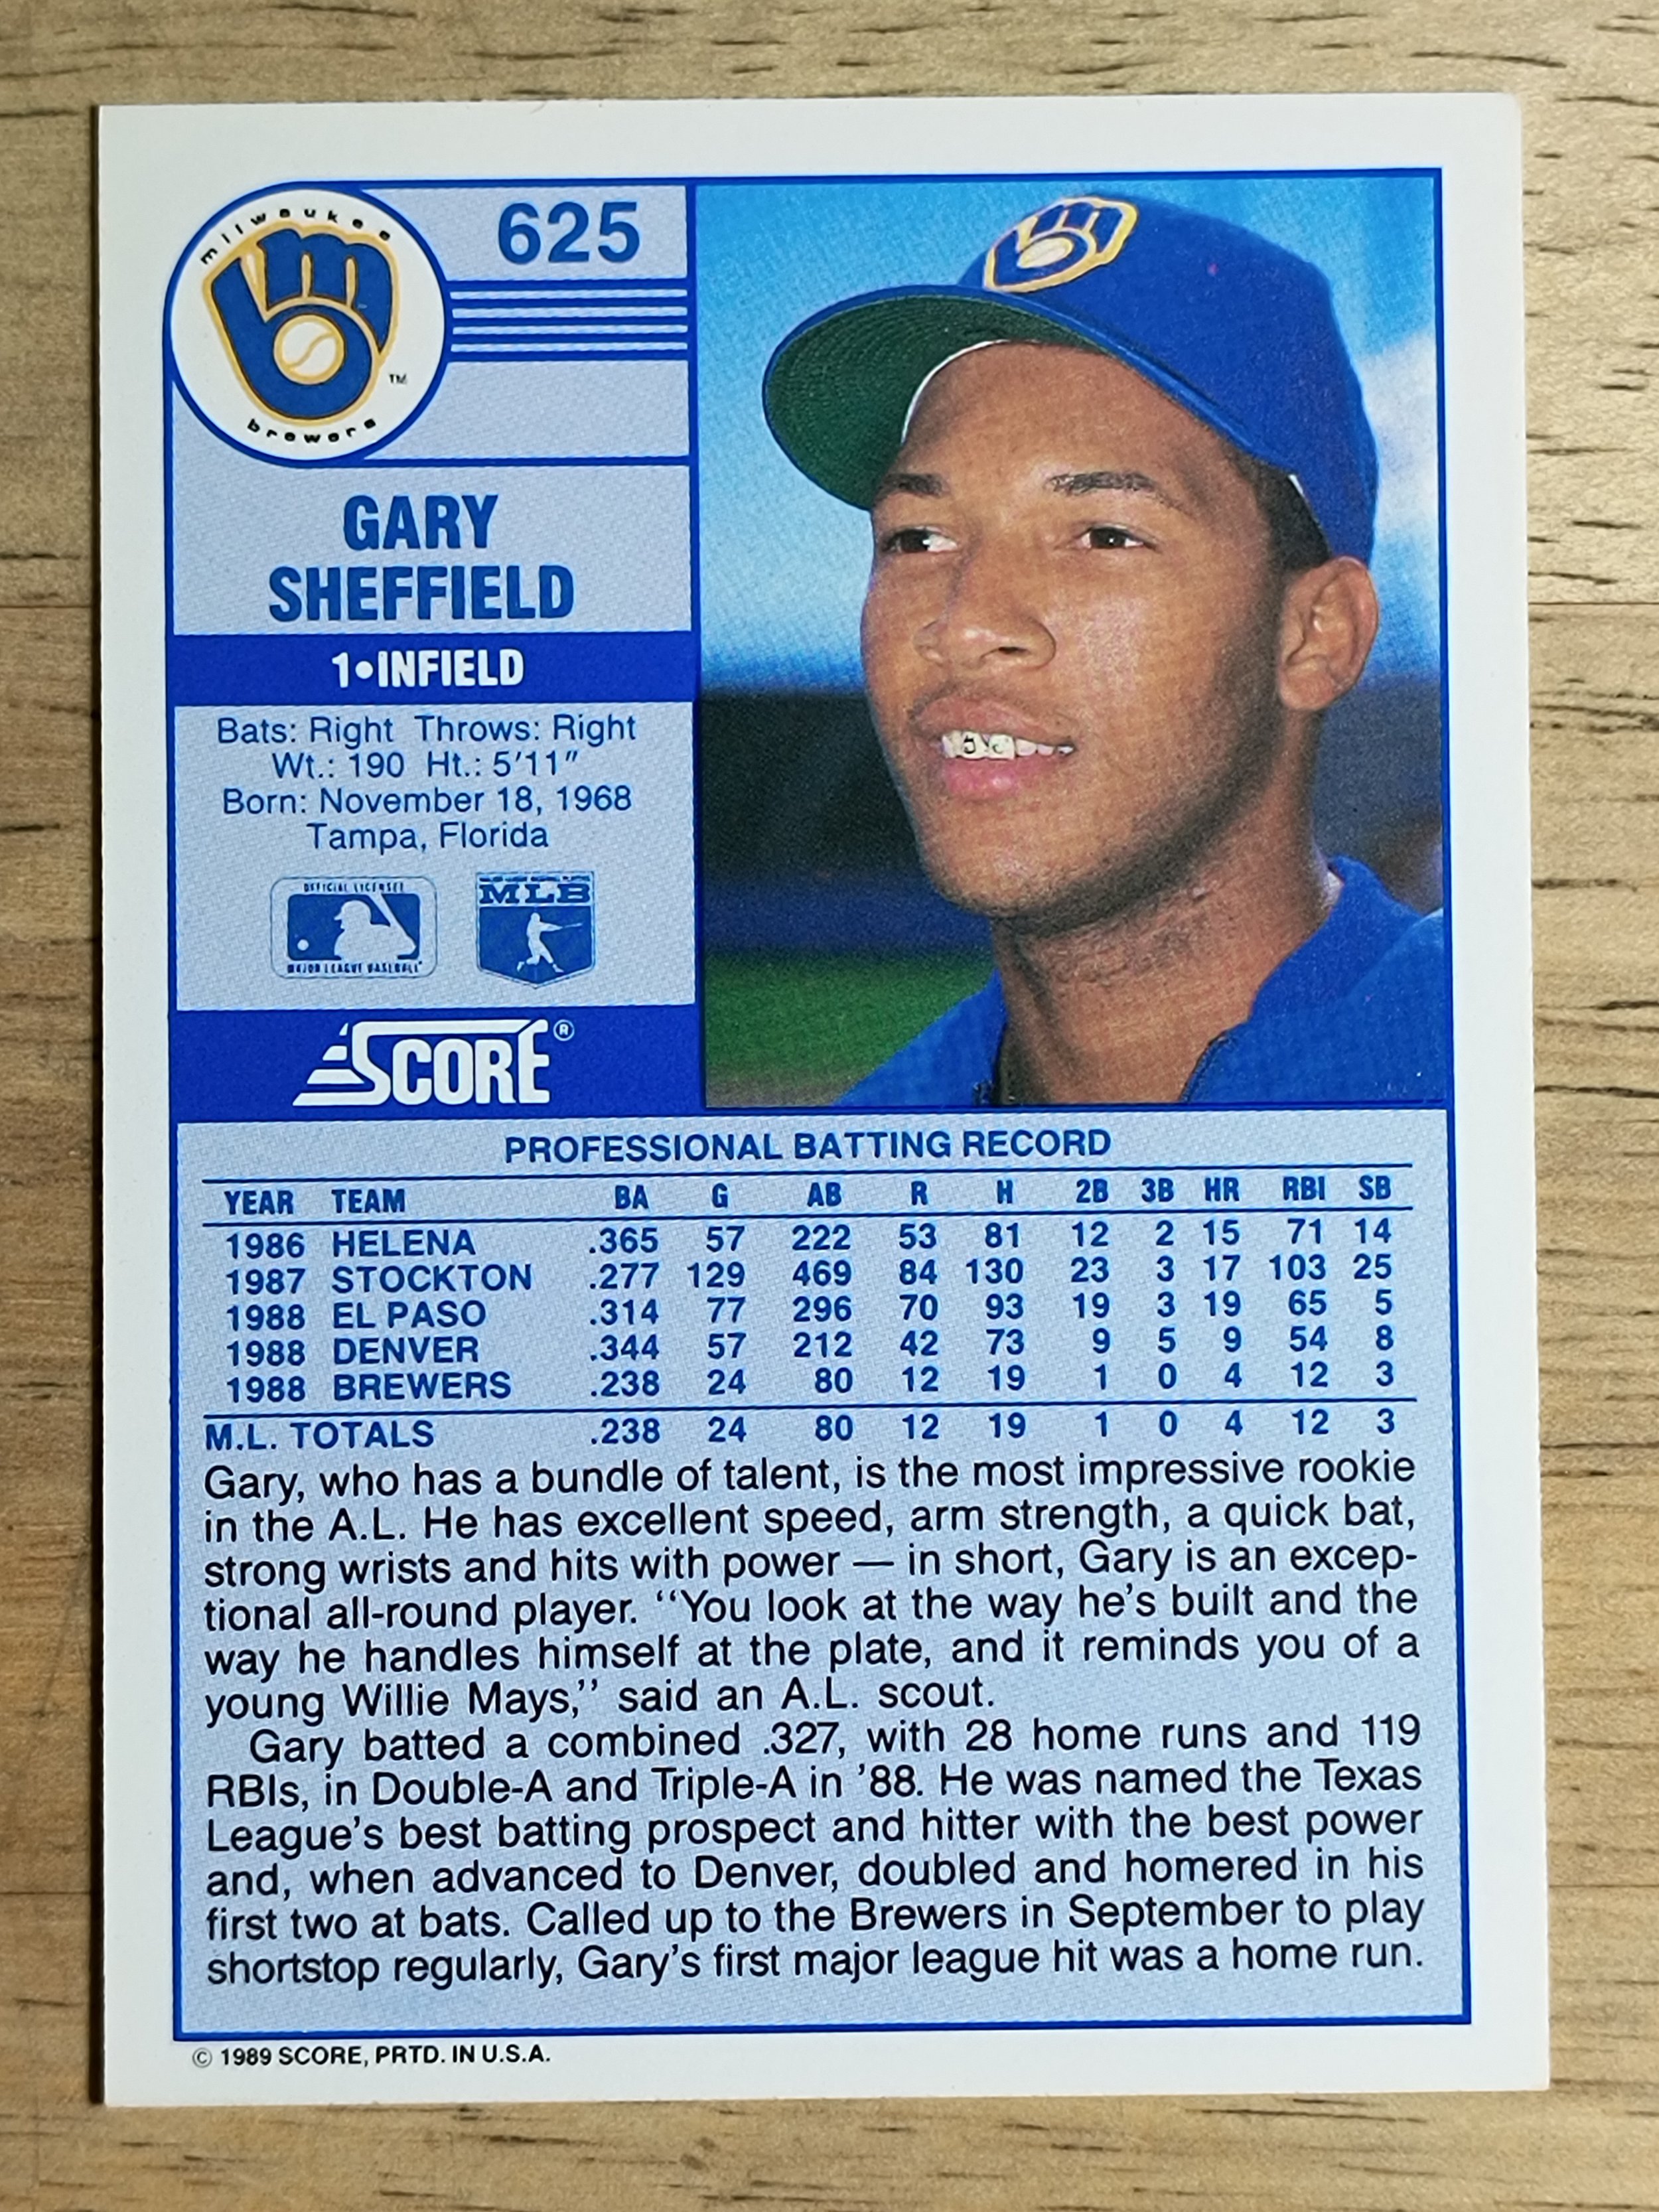 milwaukee
brewers
TM
625
GARY
SHEFFIELD
1•INFIELD
Bats: Right Throws: Right
Wt.: 190 Ht.: 5'11"
Born: November 18, 1968
Tampa, Florida
OFFICIAL LICENSEE
MAJOR LEAGUE BASEBALL
MLB
SCORE®
PROFESSIONAL BATTING RECORD
YEAR TEAM BA G AB R H 2B 3B HR RBI SB
1986 HELENA .365 57 222 53 81 12 2 15 71 14
1987 STOCKTON .277 129 469 84 130 23 3 17 103 25
1988 EL PASO .314 77 296 70 93 19 3 19 65 5
1988 DENVER .344 57 212 42 73 9 5 9 54 8
1988 BREWERS .238 24 80 12 19 1 0 4 12 3
M.L. TOTALS .238 24 80 12 19 1 0 4 12 3
Gary, who has a bundle of talent, is the most impressive rookie
in the A.L. He has excellent speed, arm strength, a quick bat,
strong wrists and hits with power — in short, Gary is an excep-
tional all-round player. ‘‘You look at the way he's built and the
way he handles himself at the plate, and it reminds you of a
young Willie Mays,’’ said an A.L. scout.
Gary batted a combined .327, with 28 home runs and 119
RBIs, in Double-A and Triple-A in ’88. He was named the Texas
League's best batting prospect and hitter with the best power
and, when advanced to Denver, doubled and homered in his
first two at bats. Called up to the Brewers in September to play
shortstop regularly, Gary's first major league hit was a home run.
© 1989 SCORE, PRTD. IN U.S.A.